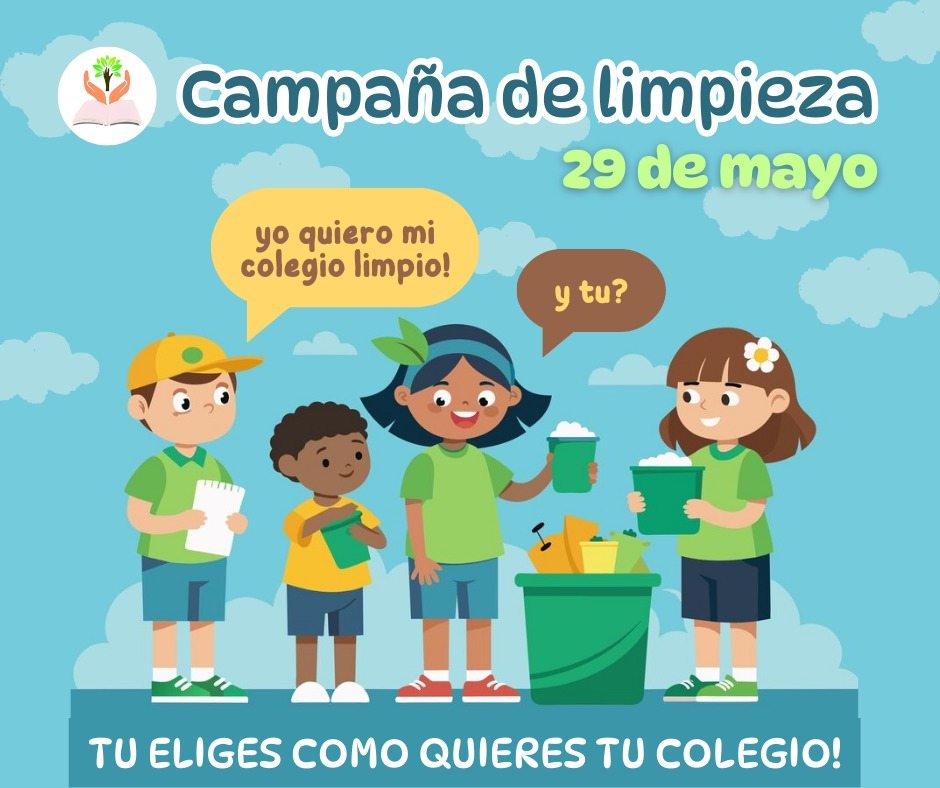 Campaña de limpieza
29 de mayo
yo quiero mi
colegio limpio!
y tu?
TU ELIGES COMO QUIERES TU COLEGIO!